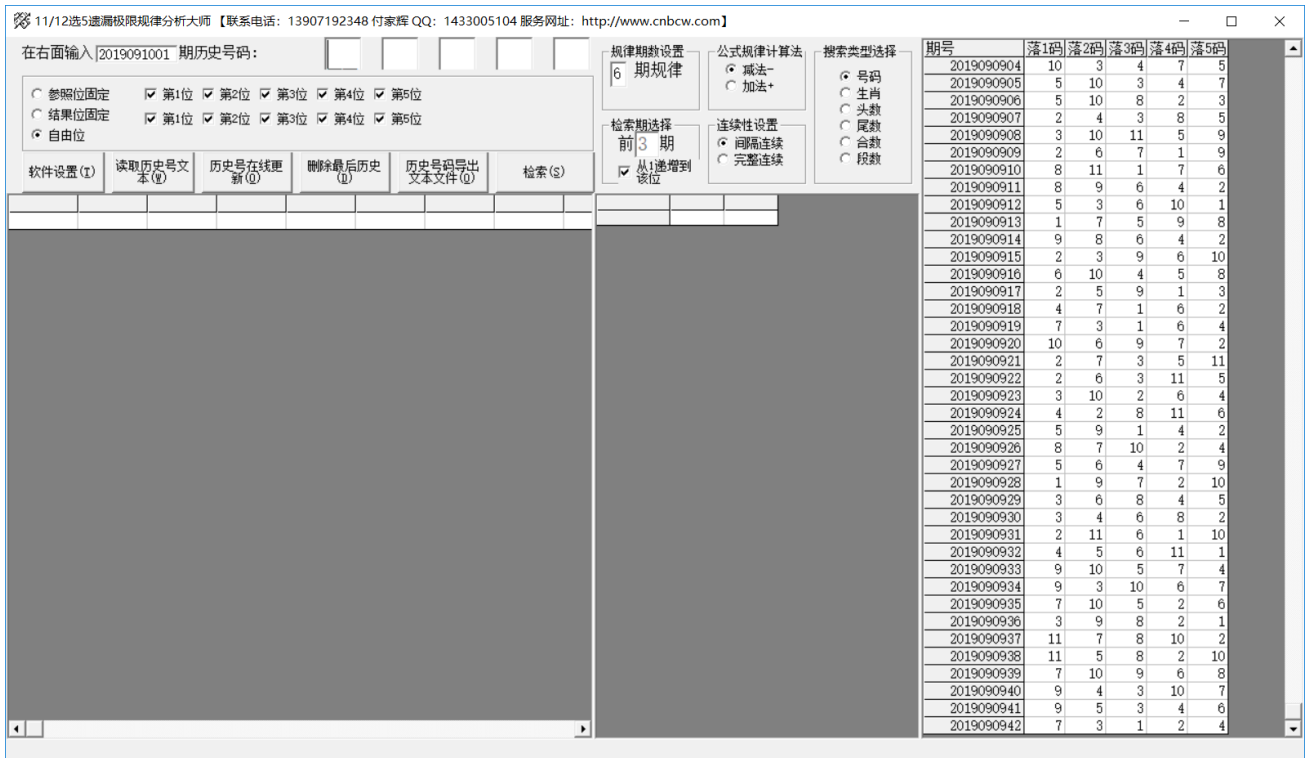 11/12选5遗漏极限规律分析大师 【联系电话：13907192348 付家辉 QQ：1433005104 服务网址：http://www.cnbcw.com】
在右面输入 2019091001 期历史号码：
参照位固定 第1位 第2位 第3位 第4位 第5位
结果位固定 第1位 第2位 第3位 第4位 第5位
自由位
软件设置(I)
读取历史号文
本(W)
历史号在线更
新(O)
删除最后历史
(D)
历史号码导出
文本文件(O)
检索(S)
规律期数设置
6 期规律
检索期选择
前 3 期
从1递增到
该位
公式规律计算法
减法-
加法+
连续性设置
间隔连续
完整连续
搜索类型选择
号码
生肖
头数
尾数
合数
段数
期号 落1码 落2码 落3码 落4码 落5码
2019090904 10 3 4 7 5
2019090905 5 10 3 4 7
2019090906 5 10 8 2 3
2019090907 2 4 3 8 5
2019090908 3 10 11 5 9
2019090909 2 6 7 1 9
2019090910 8 11 1 7 6
2019090911 8 9 6 4 2
2019090912 5 3 6 10 1
2019090913 1 7 5 9 8
2019090914 9 8 6 4 2
2019090915 2 3 9 6 10
2019090916 6 10 4 5 8
2019090917 2 5 9 1 3
2019090918 4 7 1 6 2
2019090919 7 3 1 6 4
2019090920 10 6 9 7 2
2019090921 2 7 3 5 11
2019090922 2 6 3 11 5
2019090923 3 10 2 6 4
2019090924 4 2 8 11 6
2019090925 5 9 1 4 2
2019090926 8 7 10 2 4
2019090927 5 6 4 7 9
2019090928 1 9 7 2 10
2019090929 3 6 8 4 5
2019090930 3 4 6 8 2
2019090931 2 11 6 1 10
2019090932 4 5 6 11 1
2019090933 9 10 5 7 4
2019090934 9 3 10 6 7
2019090935 7 10 5 2 6
2019090936 3 9 8 2 1
2019090937 11 7 8 10 2
2019090938 11 5 8 2 10
2019090939 7 10 9 6 8
2019090940 9 4 3 10 7
2019090941 9 5 3 4 6
2019090942 7 3 1 2 4